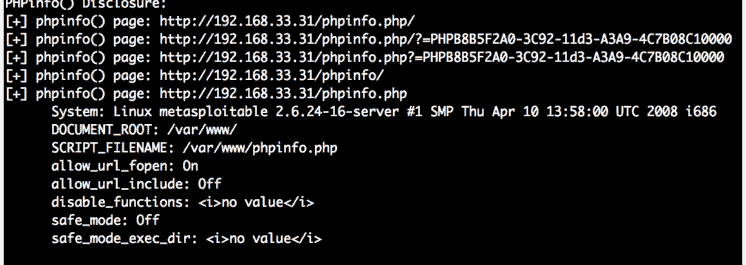 PHPinfo() Disclosure:
[+] phpinfo() page: http://192.168.33.31/phpinfo.php/
[+] phpinfo() page: http://192.168.33.31/phpinfo.php/?=PHPB8B5F2A0-3C92-11d3-A3A9-4C7B08C10000
[+] phpinfo() page: http://192.168.33.31/phpinfo.php?=PHPB8B5F2A0-3C92-11d3-A3A9-4C7B08C10000
[+] phpinfo() page: http://192.168.33.31/phpinfo/
[+] phpinfo() page: http://192.168.33.31/phpinfo.php
System: Linux metasploitable 2.6.24-16-server #1 SMP Thu Apr 10 13:58:00 UTC 2008 i686
DOCUMENT_ROOT: /var/www/
SCRIPT_FILENAME: /var/www/phpinfo.php
allow_url_fopen: On
allow_url_include: Off
disable_functions: <i>no value</i>
safe_mode: Off
safe_mode_exec_dir: <i>no value</i>